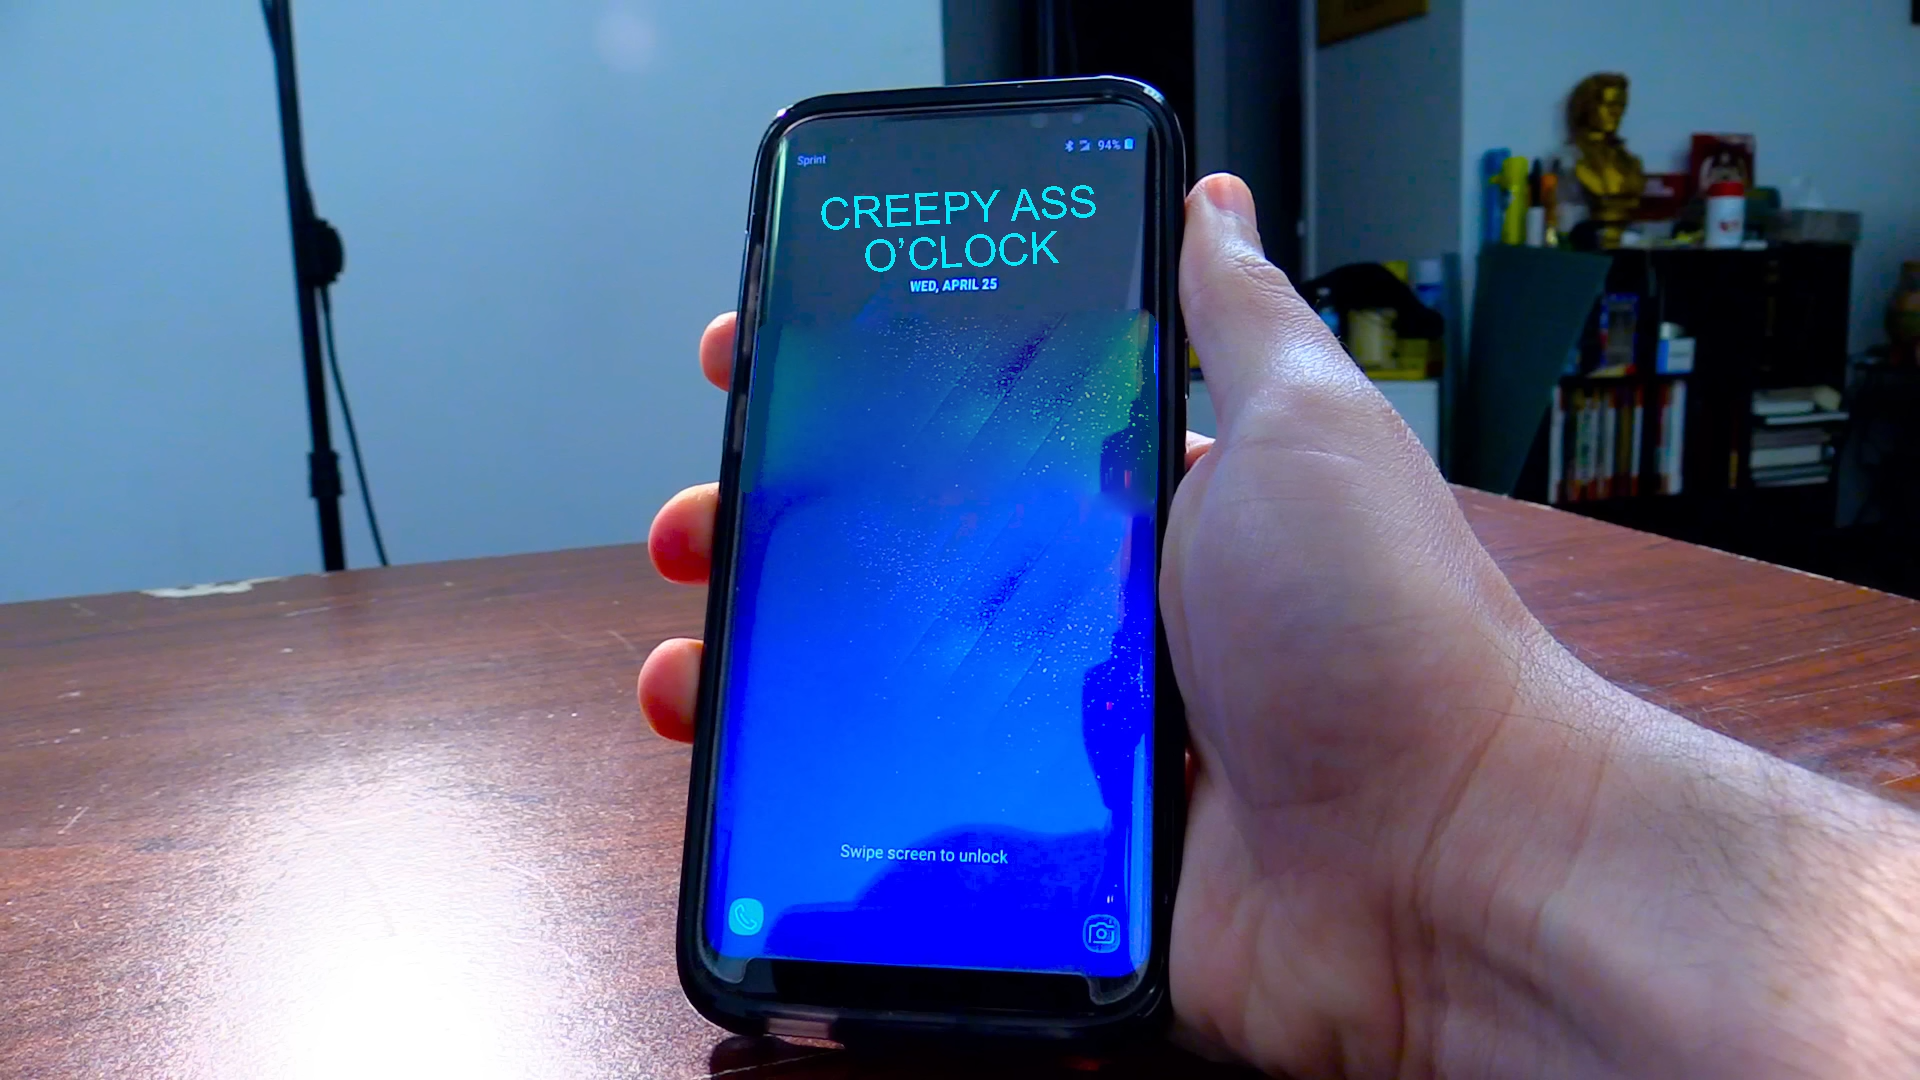 Sprint
94%
CREEPY ASS
O’CLOCK
WED, APRIL 25
Swipe screen to unlock